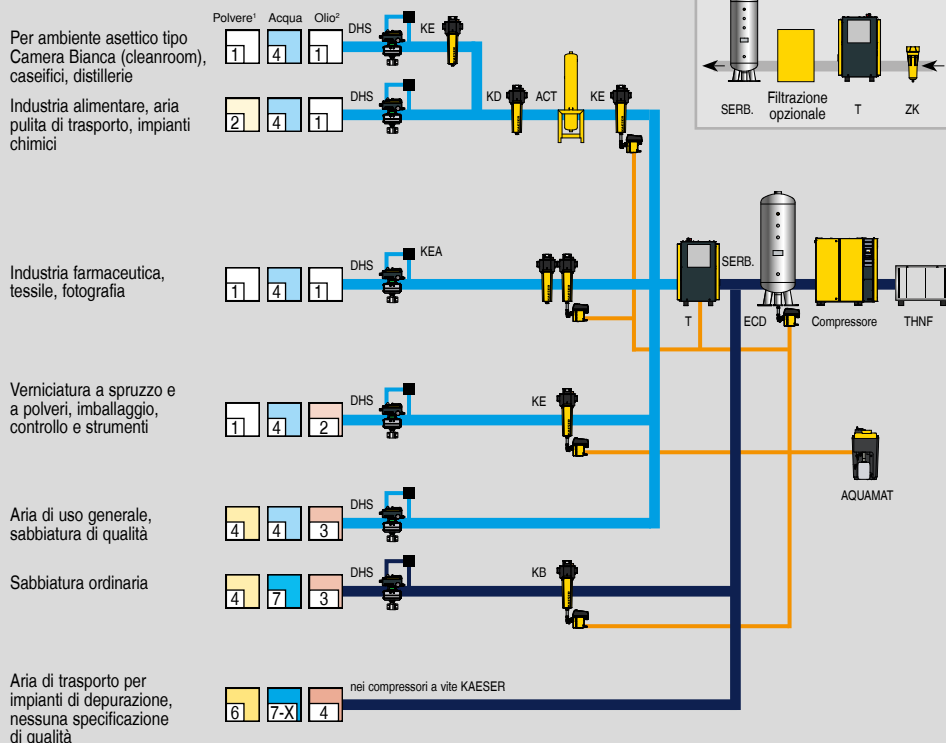 Polvere¹ Acqua Olio²
Per ambiente asettico tipo
Camera Bianca (cleanroom),
caseifici, distillerie
1 4 1
DHS KE
Industria alimentare, aria
pulita di trasporto, impianti
chimici
2 4 1
DHS KD ACT KE
SERB. Filtrazione
opzionale T ZK
Industria farmaceutica,
tessile, fotografia
1 4 1
DHS KEA
T SERB. ECD Compressore THNF
Verniciatura a spruzzo e
a polveri, imballaggio,
controllo e strumenti
1 4 2
DHS KE
AQUAMAT
Aria di uso generale,
sabbiatura di qualità
4 4 3
DHS
Sabbiatura ordinaria
4 7 3
DHS KB
Aria di trasporto per
impianti di depurazione,
nessuna specificazione
di qualità
6 7-X 4
nei compressori a vite KAESER